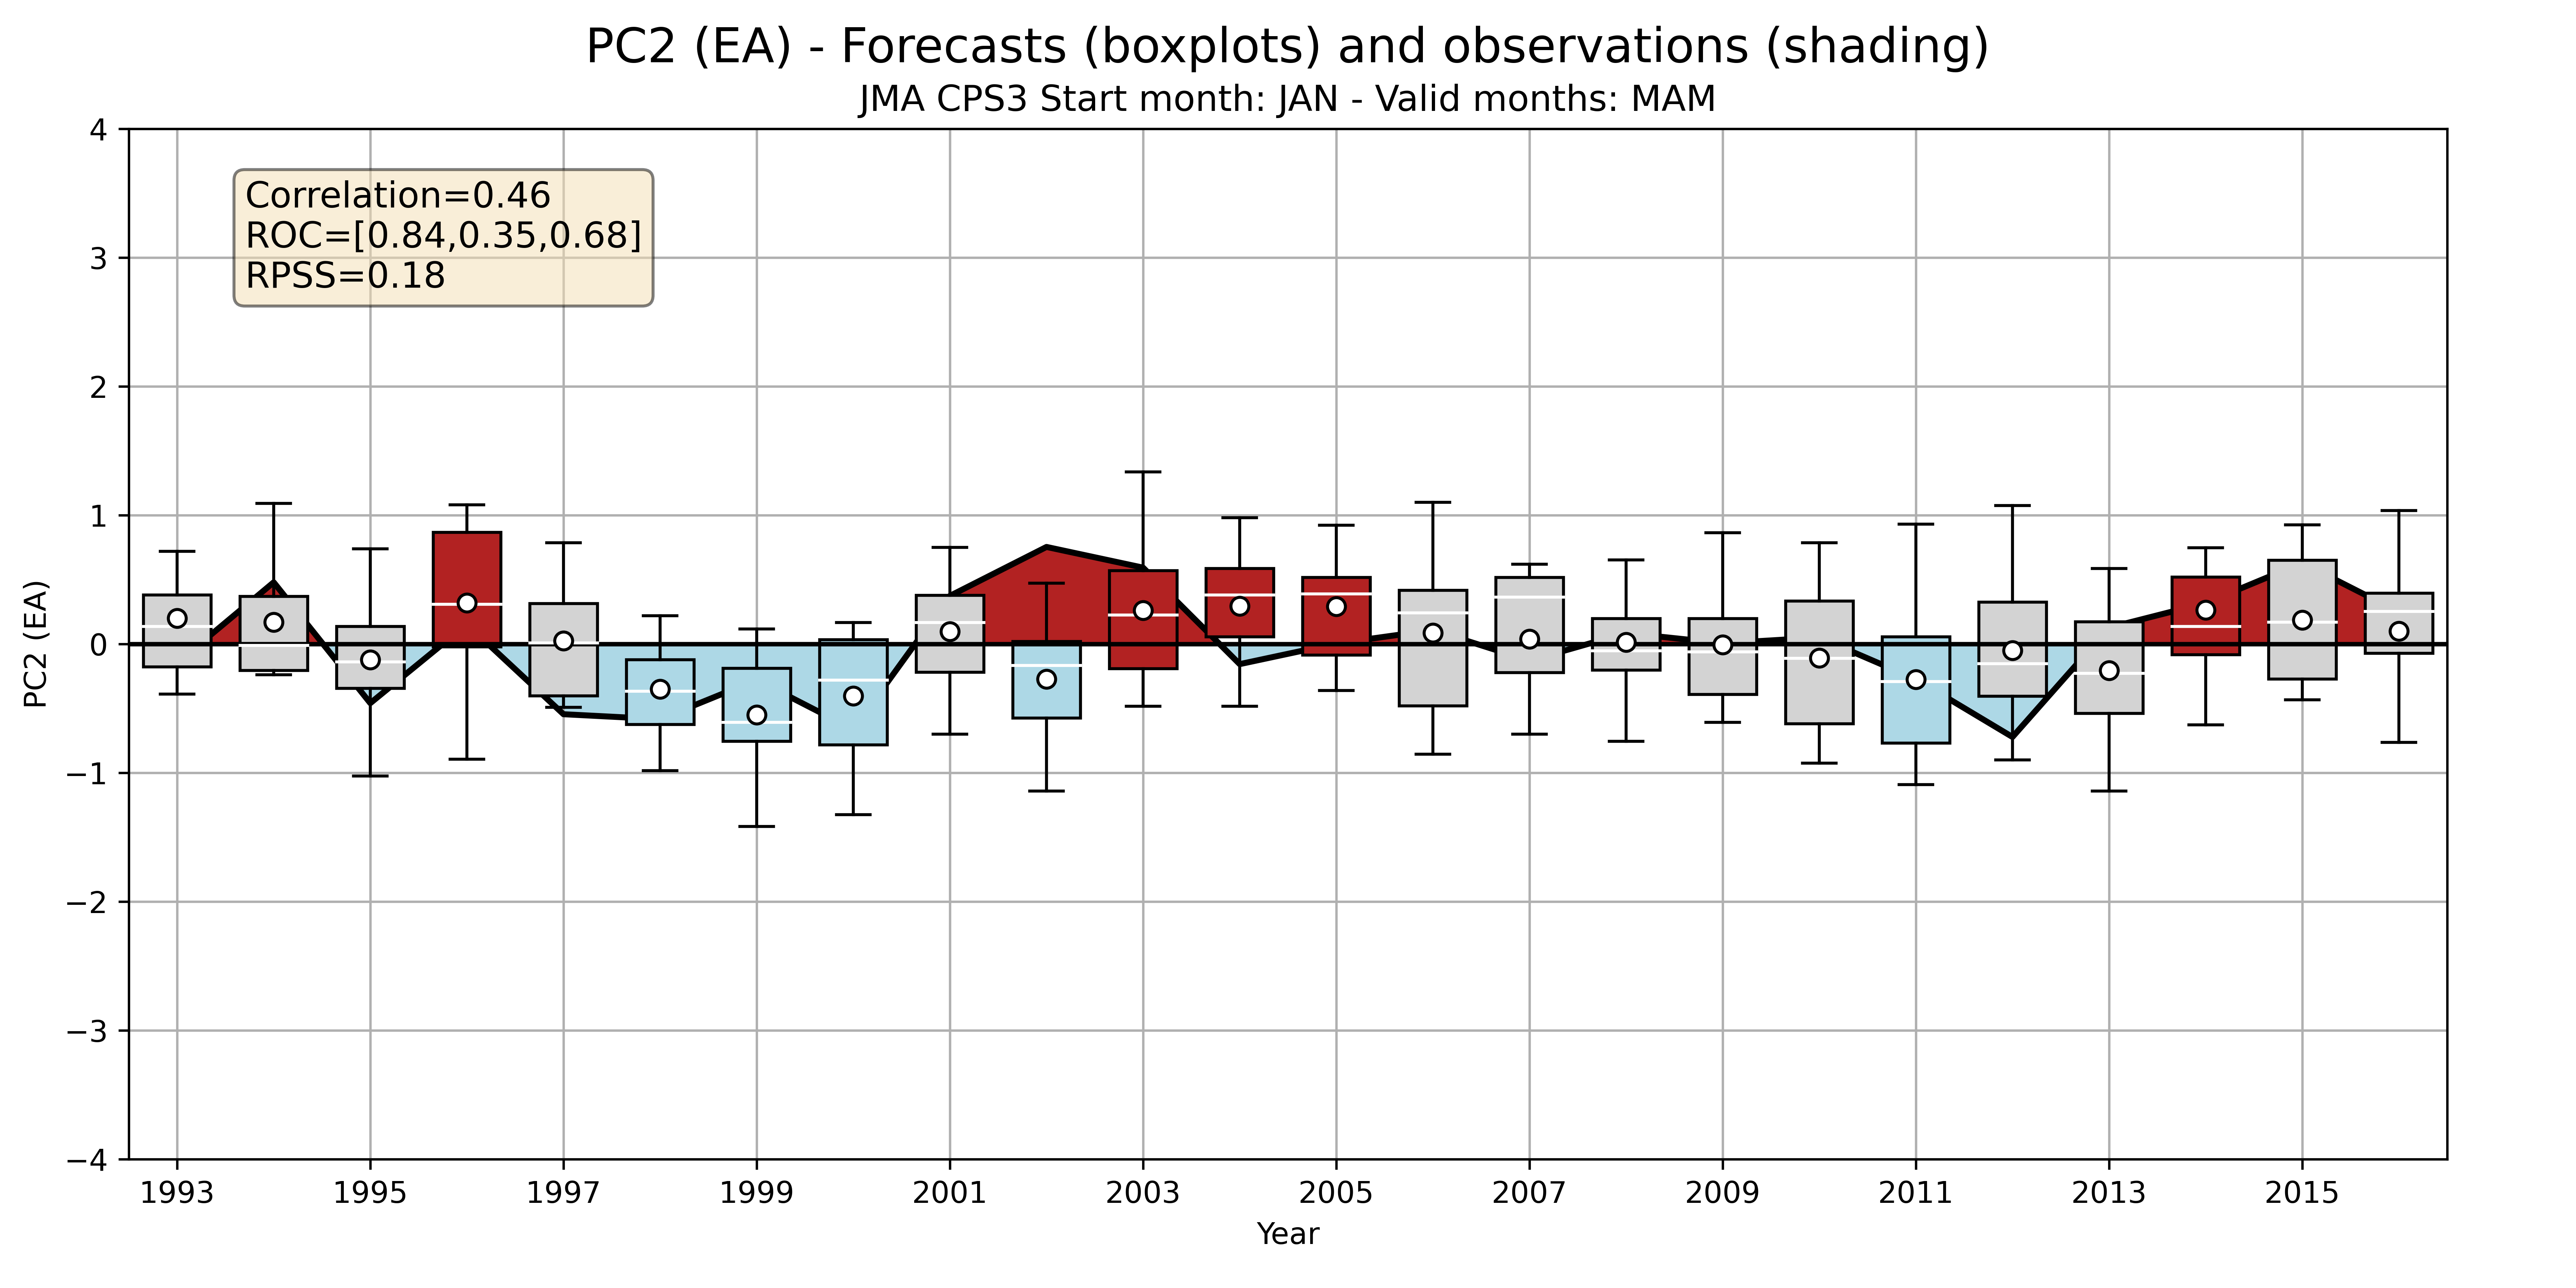 PC2 (EA) - Forecasts (boxplots) and observations (shading)
JMA CPS3 Start month: JAN - Valid months: MAM
Correlation=0.46
ROC=[0.84,0.35,0.68]
RPSS=0.18
PC2 (EA)
4
3
2
1
0
−1
−2
−3
−4
1993 1995 1997 1999 2001 2003 2005 2007 2009 2011 2013 2015
Year